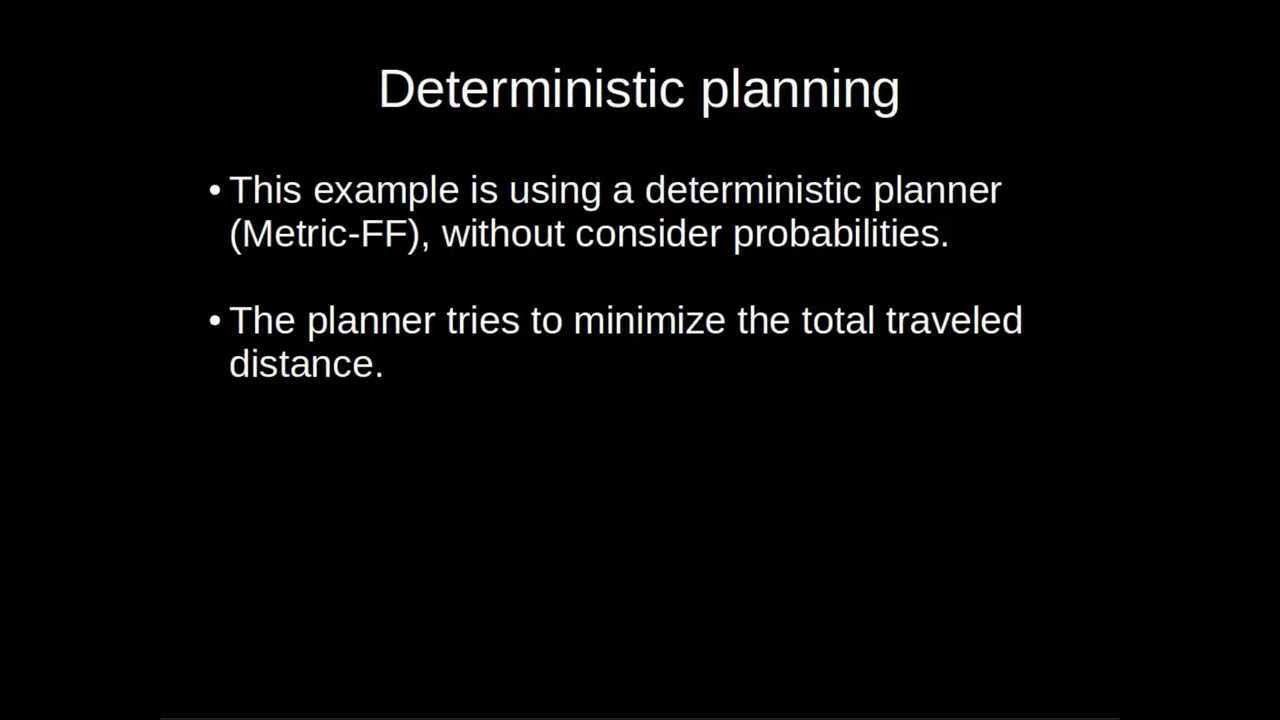 Deterministic planning
• This example is using a deterministic planner
(Metric-FF), without consider probabilities.
• The planner tries to minimize the total traveled
distance.